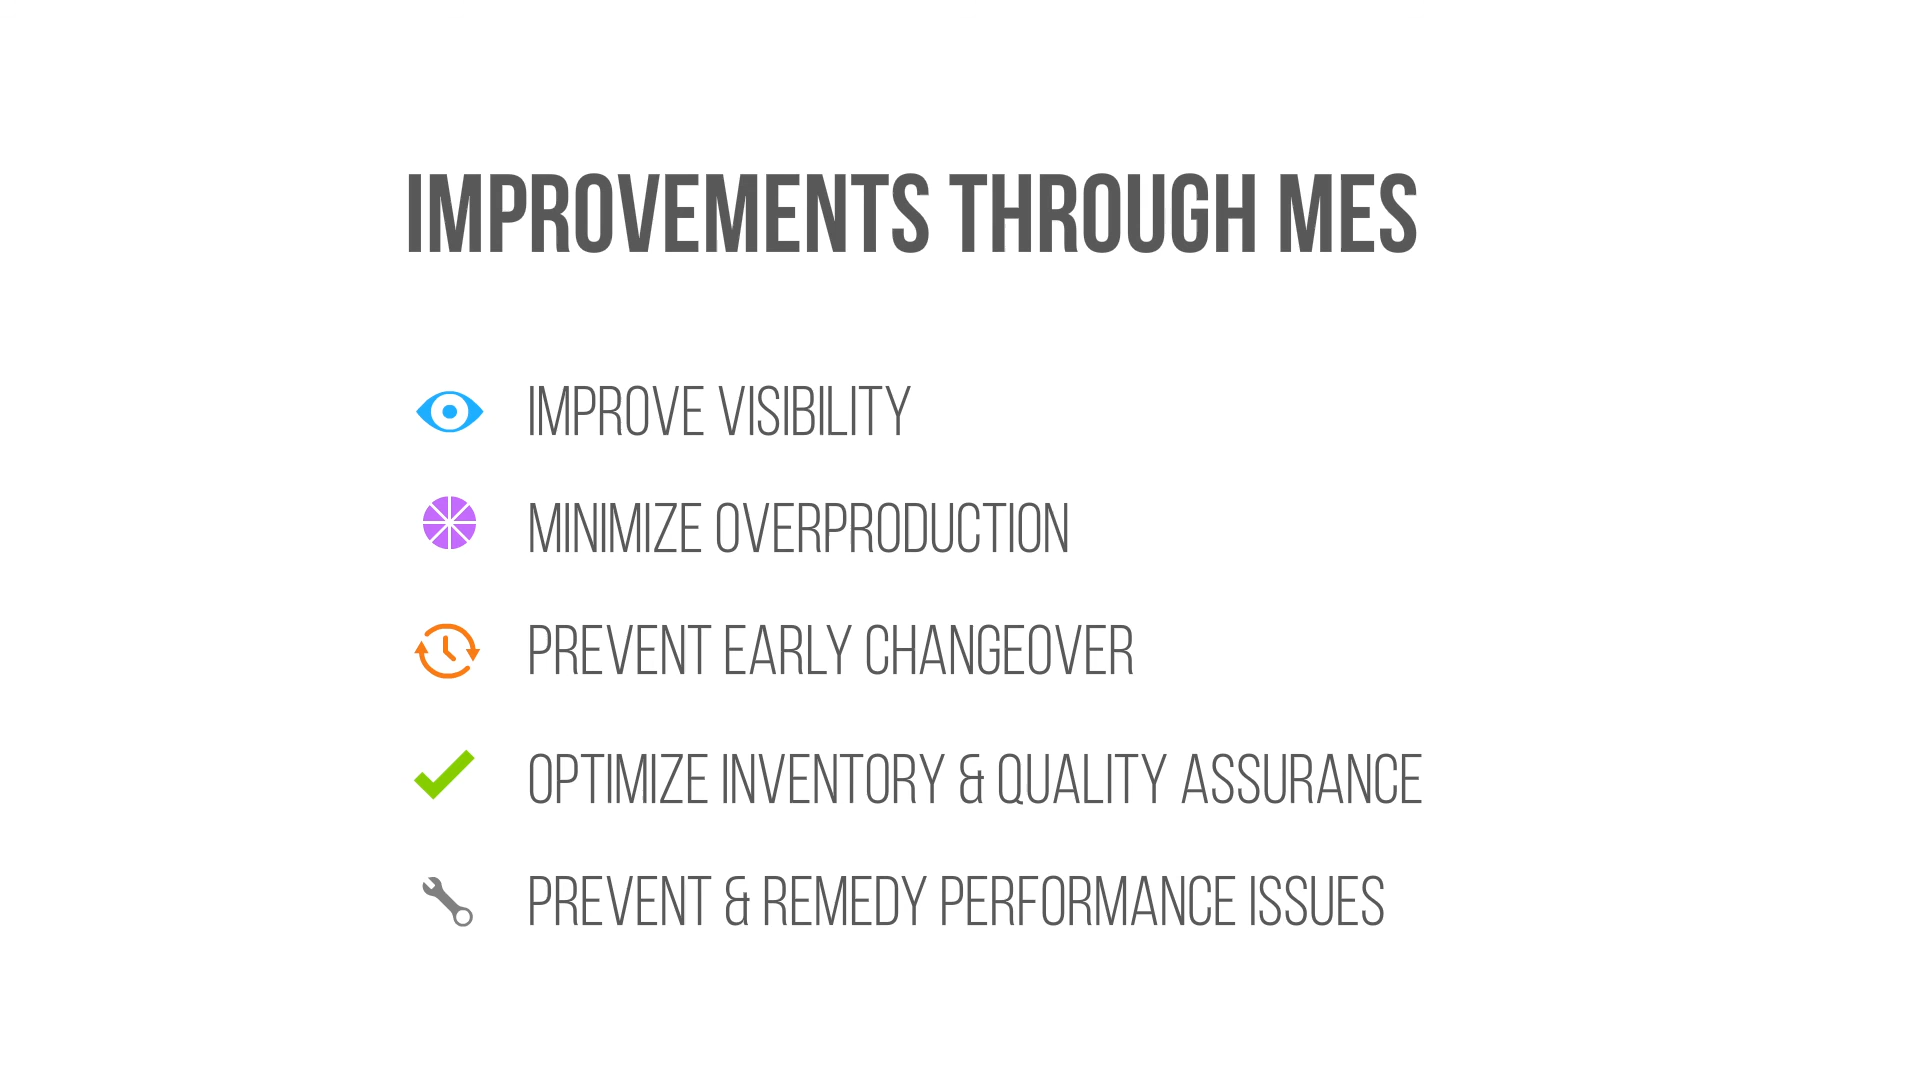 IMPROVEMENTS THROUGH MES
IMPROVE VISIBILITY
MINIMIZE OVERPRODUCTION
PREVENT EARLY CHANGEOVER
OPTIMIZE INVENTORY & QUALITY ASSURANCE
PREVENT & REMEDY PERFORMANCE ISSUES